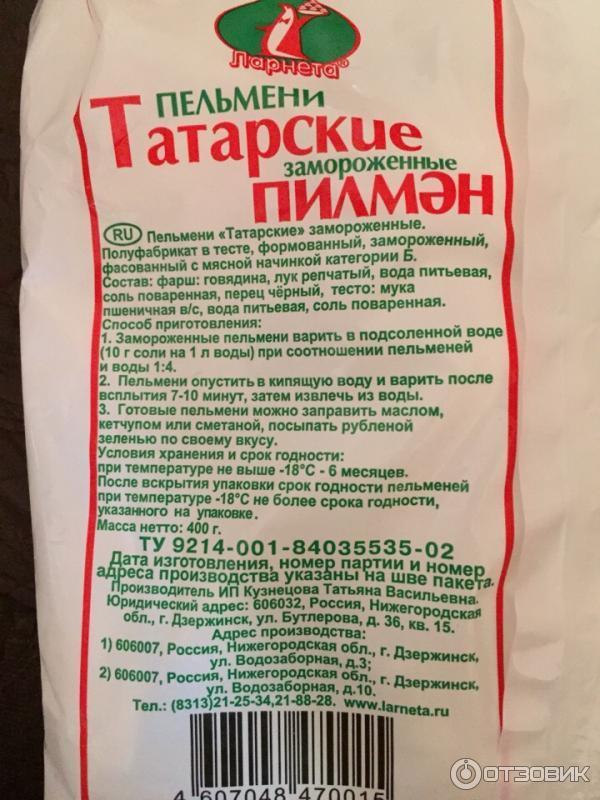 Ларнета®
ПЕЛЬМЕНИ
Татарские
замороженные
ПИЛМӘН
RU Пельмени «Татарские» замороженные.
Полуфабрикат в тесте, формованный, замороженный,
фасованный с мясной начинкой категории Б.
Состав: фарш: говядина, лук репчатый, вода питьевая,
соль поваренная, перец чёрный, тесто: мука
пшеничная в/с, вода питьевая, соль поваренная.
Способ приготовления:
1. Замороженные пельмени варить в подсоленной воде
(10 г соли на 1 л воды) при соотношении пельменей
и воды 1:4.
2. Пельмени опустить в кипящую воду и варить после
всплытия 7-10 минут, затем извлечь из воды.
3. Готовые пельмени можно заправить маслом,
кетчупом или сметаной, посыпать рубленой
зеленью по своему вкусу.
Условия хранения и срок годности:
при температуре не выше -18°С - 6 месяцев.
После вскрытия упаковки срок годности пельменей
при температуре -18°С не более срока годности,
указанного на упаковке.
Масса нетто: 400 г.
ТУ 9214-001-84035535-02
Дата изготовления, номер партии и номер
адреса производства указаны на шве пакета.
Производитель ИП Кузнецова Татьяна Васильевна.
Юридический адрес: 606032, Россия, Нижегородская
обл., г. Дзержинск, ул. Бутлерова, д. 36, кв. 15.
Адрес производства:
1) 606007, Россия, Нижегородская обл., г. Дзержинск,
ул. Водозаборная, д.3;
2) 606007, Россия, Нижегородская обл., г. Дзержинск,
ул. Водозаборная, д.10.
Тел.: (8313)21-25-34,21-88-28. www.larneta.ru
4 607048 470015
ОТЗОВИК